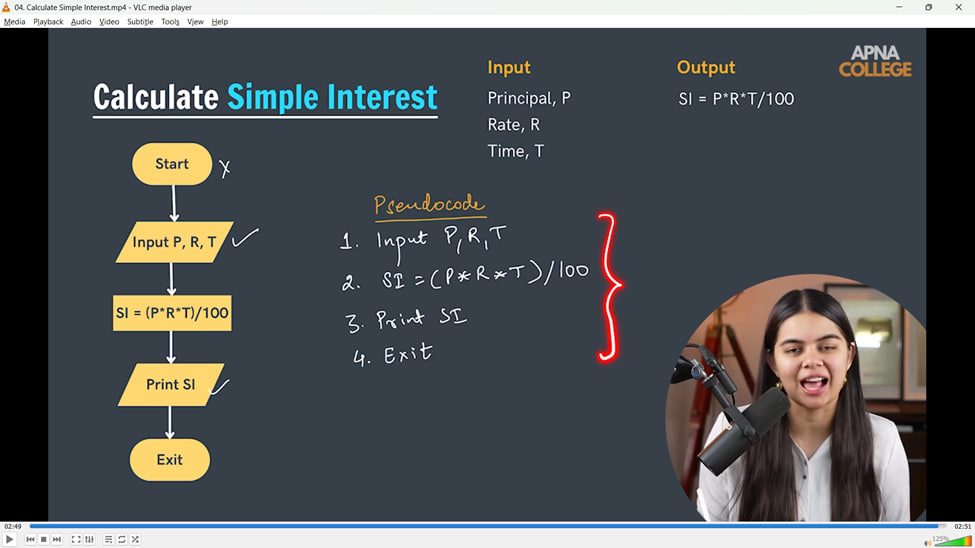 04. Calculate Simple Interest.mp4 - VLC media player
Media Playback Audio Video Subtitle Tools View Help
APNA
COLLEGE
Input
Output
Calculate Simple Interest
Principal, P
SI = P*R*T/100
Rate, R
Time, T
Start
X
Input P, R, T
SI = (P*R*T)/100
Print SI
Exit
Pseudocode
1. Input P, R, T
2. SI = (P*R*T)/100
3. Print SI
4. Exit
02:49
02:51
125%